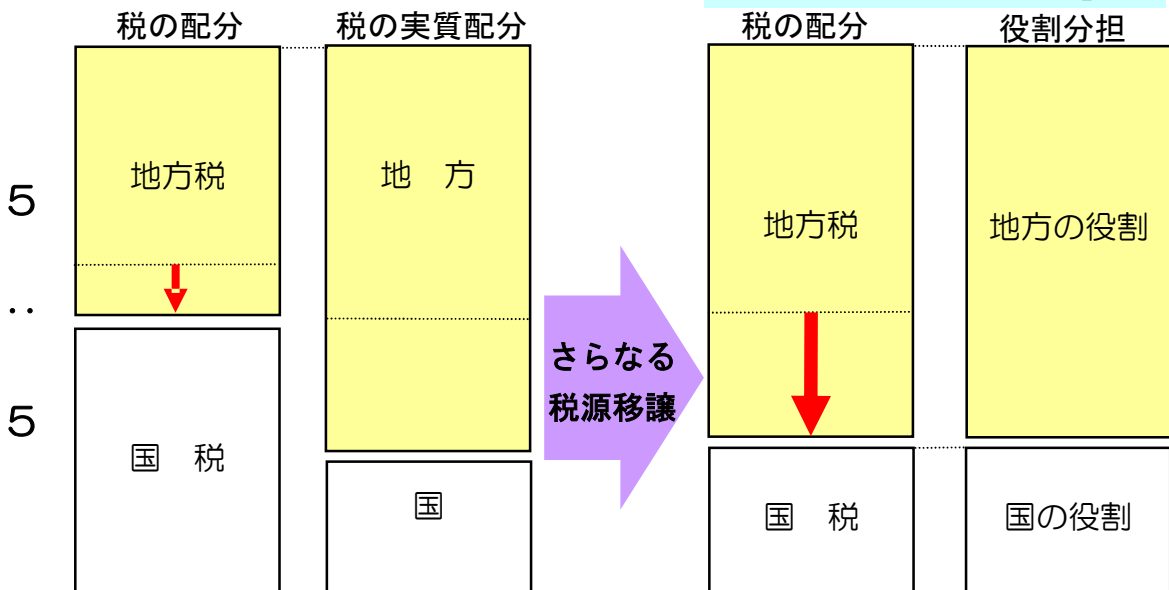 税の配分
税の実質配分
税の配分
役割分担
5
:
5
地方税
国　税
地　方
国
さらなる
税源移譲
地方税
国　税
地方の役割
国の役割